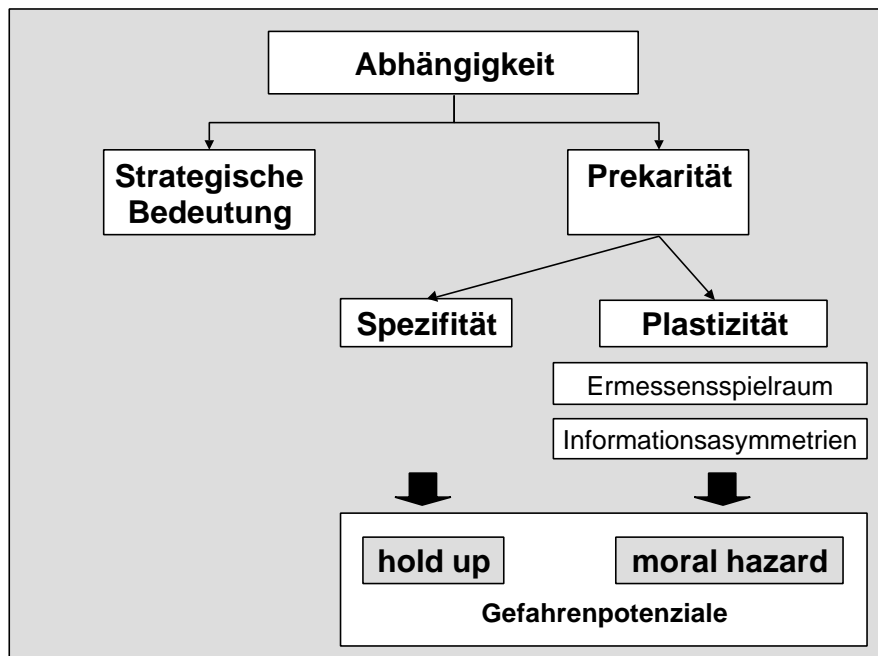 Abhängigkeit
Strategische
Bedeutung
Prekarität
Spezifität
Plastizität
Ermessensspielraum
Informationsasymmetrien
hold up
moral hazard
Gefahrenpotenziale